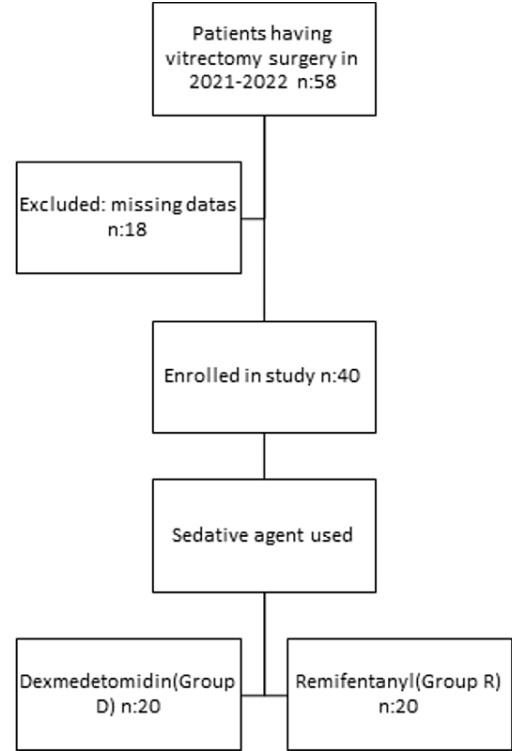 Patients having
vitrectomy surgery in
2021-2022 n:58
Excluded: missing datas
n:18
Enrolled in study n:40
Sedative agent used
Dexmedetomidin(Group
D) n:20
Remifentanyl(Group R)
n:20